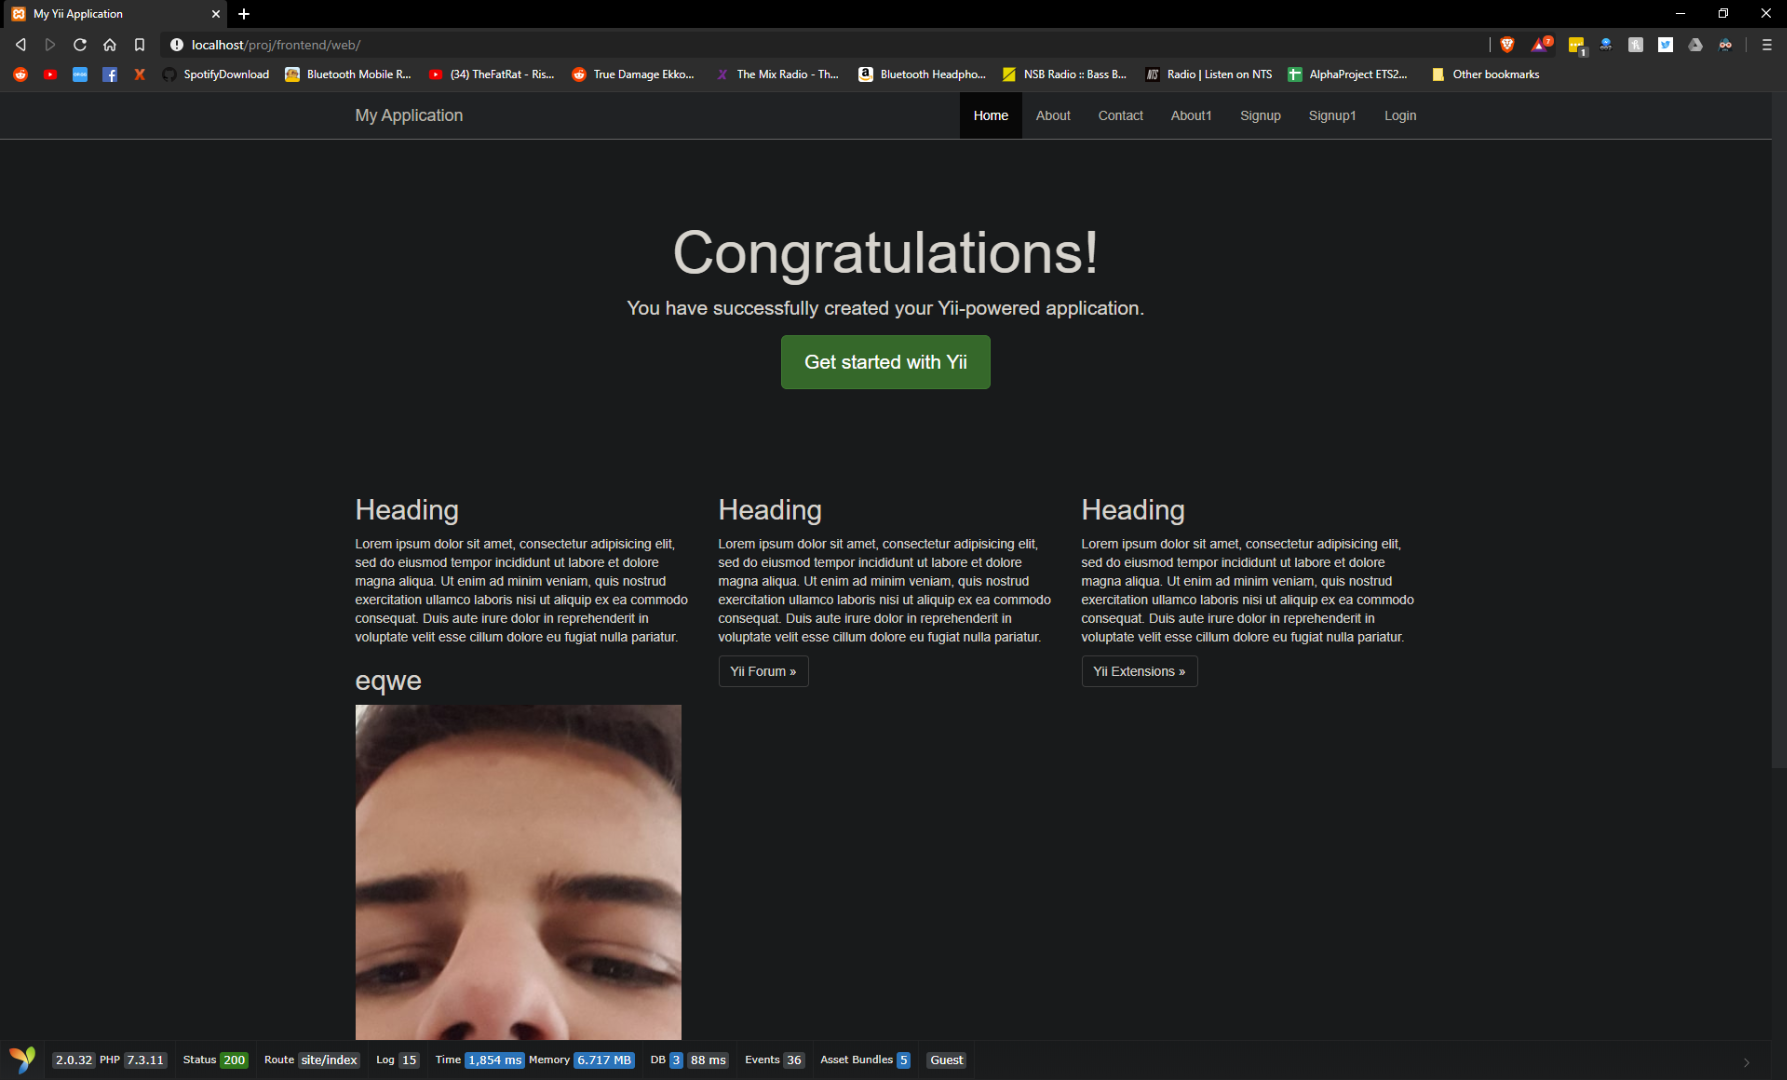 My Yii Application
localhost/proj/frontend/web/
7
1
SpotifyDownload Bluetooth Mobile R... (34) TheFatRat - Ris... True Damage Ekko... The Mix Radio - Th... Bluetooth Headpho... NSB Radio :: Bass B... Radio | Listen on NTS AlphaProject ETS2... Other bookmarks
My Application Home About Contact About1 Signup Signup1 Login
Congratulations!
You have successfully created your Yii-powered application.
Get started with Yii
Heading
Lorem ipsum dolor sit amet, consectetur adipisicing elit,
sed do eiusmod tempor incididunt ut labore et dolore
magna aliqua. Ut enim ad minim veniam, quis nostrud
exercitation ullamco laboris nisi ut aliquip ex ea commodo
consequat. Duis aute irure dolor in reprehenderit in
voluptate velit esse cillum dolore eu fugiat nulla pariatur.
eqwe
Heading
Lorem ipsum dolor sit amet, consectetur adipisicing elit,
sed do eiusmod tempor incididunt ut labore et dolore
magna aliqua. Ut enim ad minim veniam, quis nostrud
exercitation ullamco laboris nisi ut aliquip ex ea commodo
consequat. Duis aute irure dolor in reprehenderit in
voluptate velit esse cillum dolore eu fugiat nulla pariatur.
Yii Forum »
Heading
Lorem ipsum dolor sit amet, consectetur adipisicing elit,
sed do eiusmod tempor incididunt ut labore et dolore
magna aliqua. Ut enim ad minim veniam, quis nostrud
exercitation ullamco laboris nisi ut aliquip ex ea commodo
consequat. Duis aute irure dolor in reprehenderit in
voluptate velit esse cillum dolore eu fugiat nulla pariatur.
Yii Extensions »
2.0.32 PHP 7.3.11 Status 200 Route site/index Log 15 Time 1,854 ms Memory 6.717 MB DB 3 88 ms Events 36 Asset Bundles 5 Guest